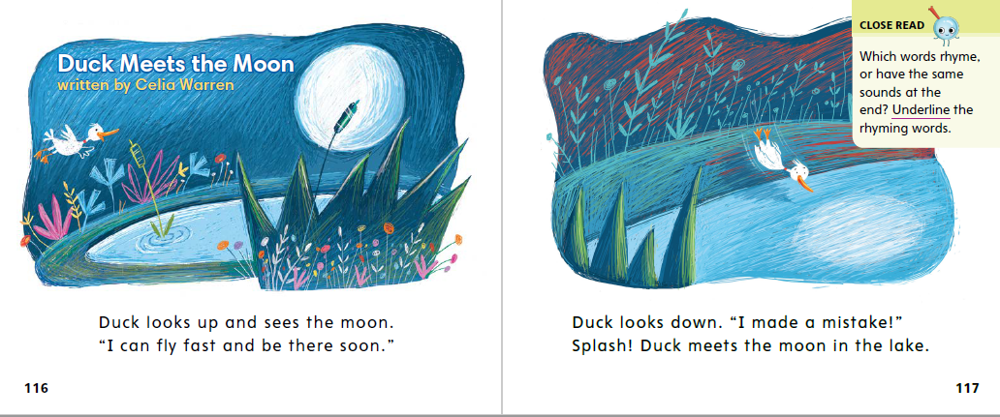 Duck Meets the Moon
written by Celia Warren
Duck looks up and sees the moon.
“I can fly fast and be there soon.”
116
CLOSE READ
Which words rhyme,
or have the same
sounds at the
end? Underline the
rhyming words.
Duck looks down. “I made a mistake!”
Splash! Duck meets the moon in the lake.
117